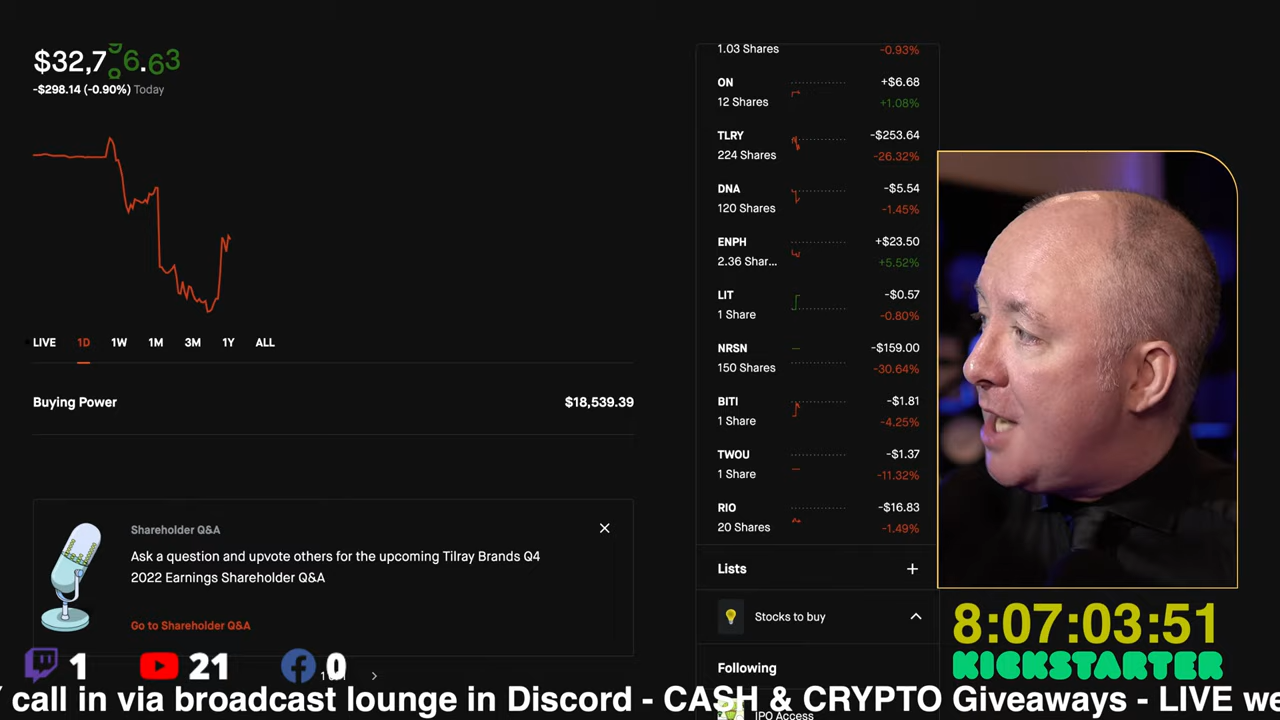 -$298.14 (-0.90%) Today
LIVE 1D 1W 1M 3M 1Y ALL
Buying Power $18,539.39
Shareholder Q&A
Ask a question and upvote others for the upcoming Tilray Brands Q4
2022 Earnings Shareholder Q&A
Go to Shareholder Q&A
1.03 Shares -0.93%
ON +$6.68
12 Shares +1.08%
TLRY -$253.64
224 Shares -26.32%
DNA -$5.54
120 Shares -1.45%
ENPH +$23.50
2.36 Shar... +5.52%
LIT -$0.57
1 Share -0.80%
NRSN -$159.00
150 Shares -30.64%
BITI -$1.81
1 Share -4.25%
TWOU -$1.37
1 Share -11.32%
RIO -$16.83
20 Shares -1.49%
Lists
Stocks to buy
Following
IPO Access
8:07:03:51
KICKSTARTER
1 21 0
call in via broadcast lounge in Discord - CASH & CRYPTO Giveaways - LIVE we